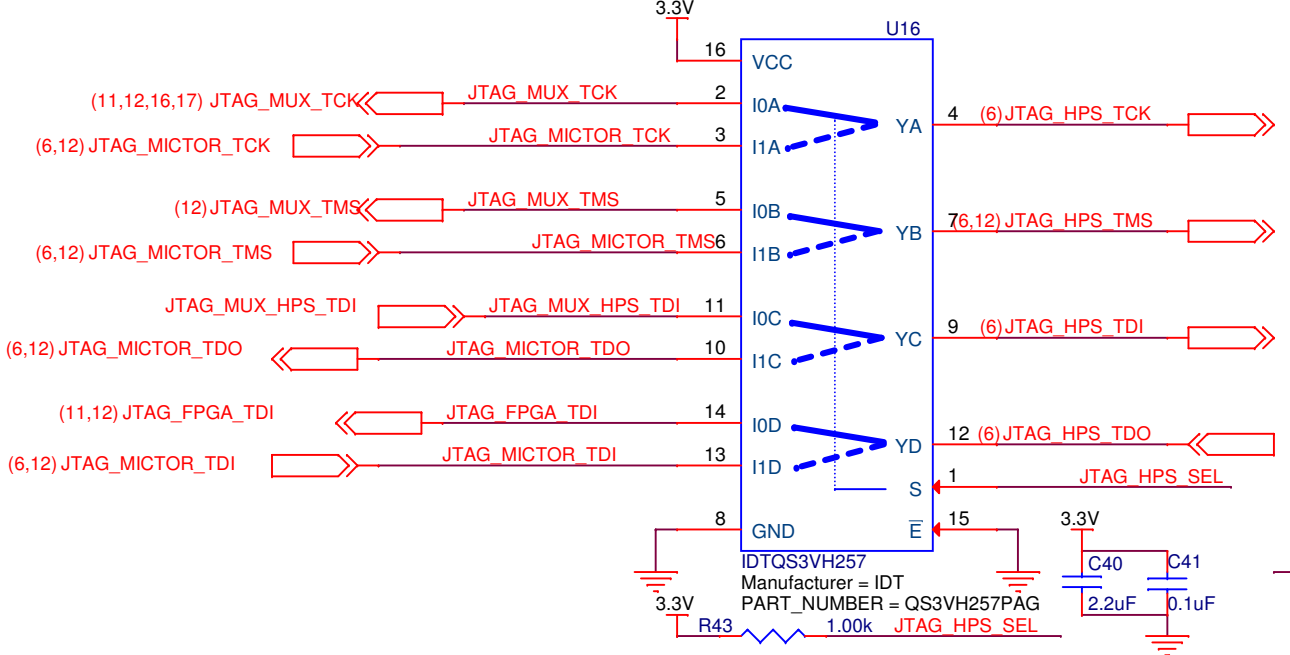 3.3V
U16
16 VCC
(11,12,16,17) JTAG_MUX_TCK JTAG_MUX_TCK 2 I0A YA 4 (6) JTAG_HPS_TCK
(6,12) JTAG_MICTOR_TCK JTAG_MICTOR_TCK 3 I1A
(12) JTAG_MUX_TMS JTAG_MUX_TMS 5 I0B YB 7 (6,12) JTAG_HPS_TMS
(6,12) JTAG_MICTOR_TMS JTAG_MICTOR_TMS 6 I1B
JTAG_MUX_HPS_TDI JTAG_MUX_HPS_TDI 11 I0C YC 9 (6) JTAG_HPS_TDI
(6,12) JTAG_MICTOR_TDO JTAG_MICTOR_TDO 10 I1C
(11,12) JTAG_FPGA_TDI JTAG_FPGA_TDI 14 I0D YD 12 (6) JTAG_HPS_TDO
(6,12) JTAG_MICTOR_TDI JTAG_MICTOR_TDI 13 I1D
S 1 JTAG_HPS_SEL
8 GND E 15
3.3V
IDTQS3VH257 C40 C41
Manufacturer = IDT
3.3V PART_NUMBER = QS3VH257PAG 2.2uF 0.1uF
R43 1.00k JTAG_HPS_SEL